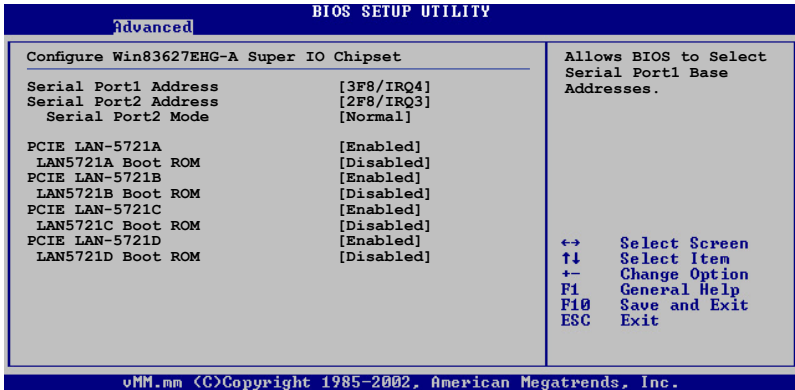 BIOS SETUP UTILITY
Advanced
Configure Win83627EHG-A Super IO Chipset
Serial Port1 Address [3F8/IRQ4]
Serial Port2 Address [2F8/IRQ3]
Serial Port2 Mode [Normal]
PCIE LAN-5721A [Enabled]
LAN5721A Boot ROM [Disabled]
PCIE LAN-5721B [Enabled]
LAN5721B Boot ROM [Disabled]
PCIE LAN-5721C [Enabled]
LAN5721C Boot ROM [Disabled]
PCIE LAN-5721D [Enabled]
LAN5721D Boot ROM [Disabled]
Allows BIOS to Select
Serial Port1 Base
Addresses.
←→ Select Screen
↑↓ Select Item
+- Change Option
F1 General Help
F10 Save and Exit
ESC Exit
vMM.mm (C)Copyright 1985-2002, American Megatrends, Inc.